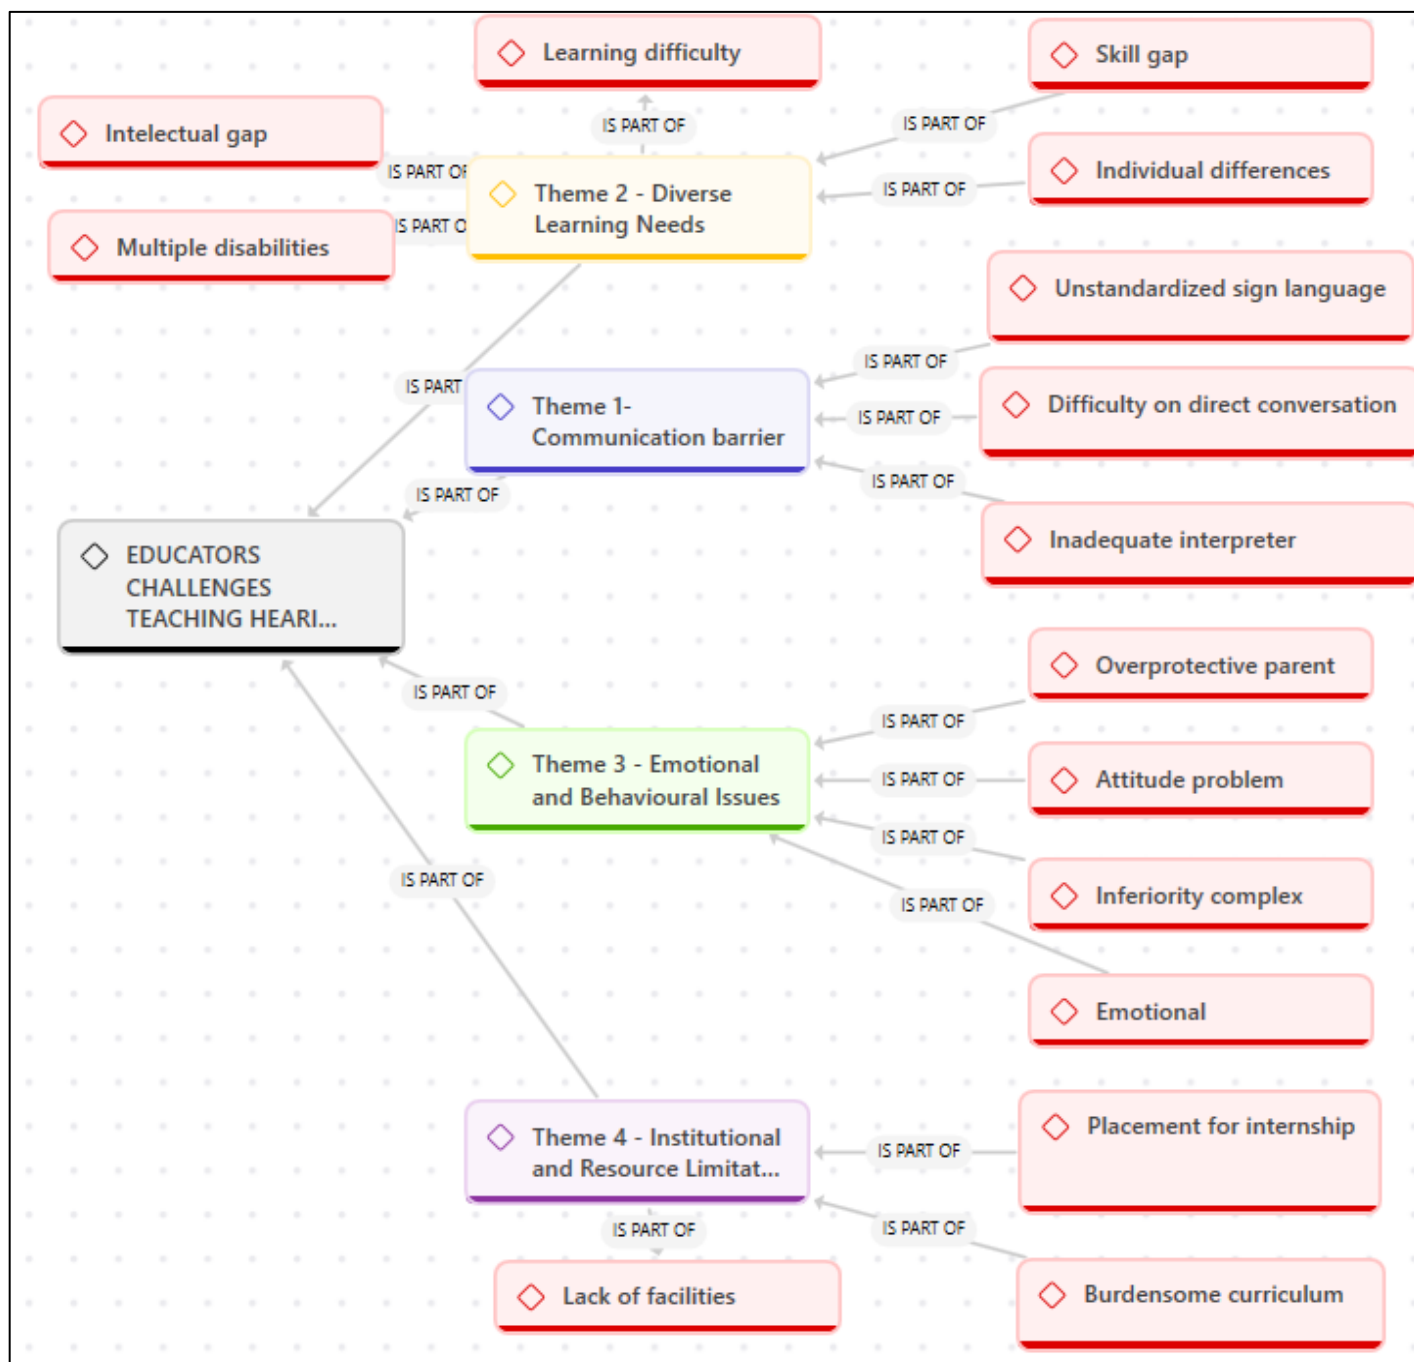 Learning difficulty
Skill gap
IS PART OF
IS PART OF
Intelectual gap
IS PART OF
Individual differences
IS PART OF
Theme 2 - Diverse
Learning Needs
Multiple disabilities
IS PART O
Unstandardized sign language
IS PART OF
IS PART
Theme 1-
Communication barrier
Difficulty on direct conversation
IS PART OF
IS PART OF
IS PART OF
Inadequate interpreter
EDUCATORS
CHALLENGES
TEACHING HEARI...
Overprotective parent
IS PART OF
IS PART OF
Theme 3 - Emotional
and Behavioural Issues
Attitude problem
IS PART OF
IS PART OF
IS PART OF
Inferiority complex
IS PART OF
Emotional
Theme 4 - Institutional
and Resource Limitat...
Placement for internship
IS PART OF
IS PART OF
IS PART OF
Lack of facilities
Burdensome curriculum